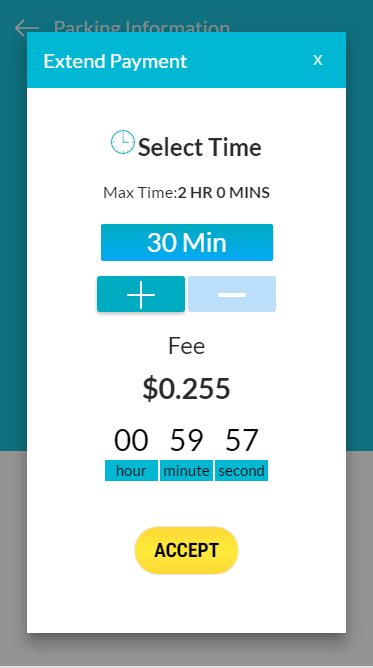 Parking Information
Extend Payment x
Select Time
Max Time:2 HR 0 MINS
30 Min
Fee
$0.255
00 59 57
hour minute second
ACCEPT